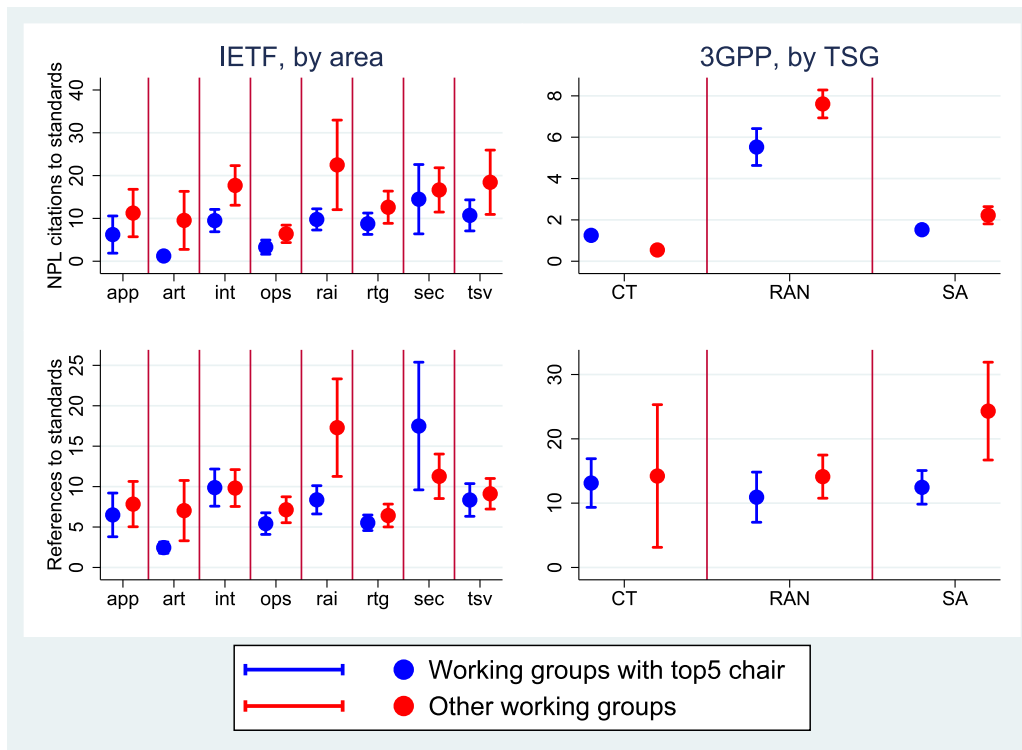 IETF, by area
3GPP, by TSG
NPL citations to standards
40
30
20
10
0
app art int ops rai rtg sec tsv
8
6
4
2
0
CT RAN SA
References to standards
25
20
15
10
5
0
app art int ops rai rtg sec tsv
30
20
10
0
CT RAN SA
Working groups with top5 chair
Other working groups